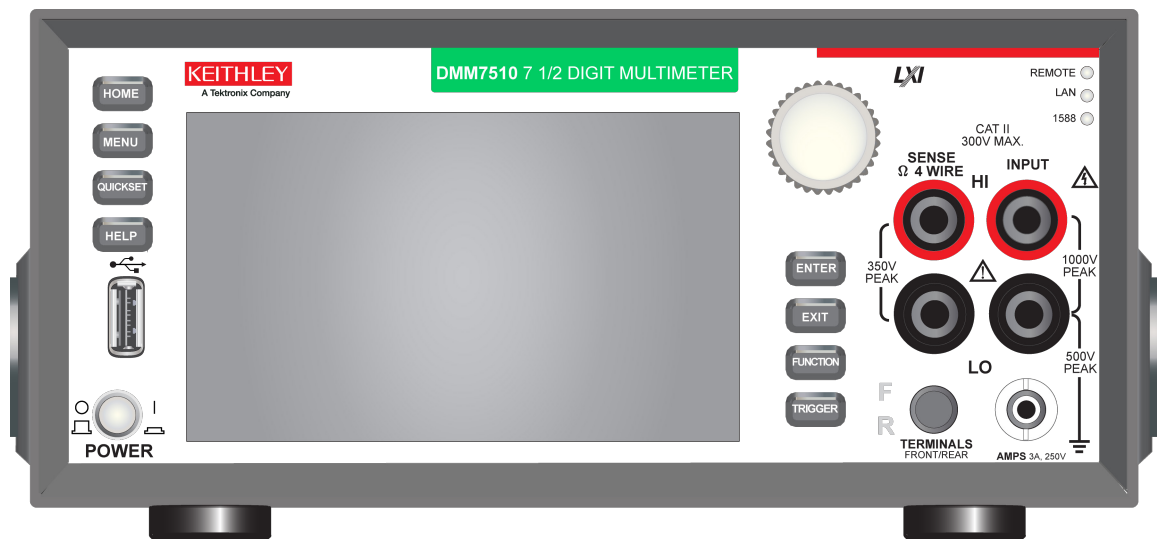 KEITHLEY
A Tektronix Company
DMM7510 7 1/2 DIGIT MULTIMETER
LXI
REMOTE
LAN
1588
HOME
MENU
QUICKSET
HELP
CAT II
300V MAX.
SENSE
Ω 4 WIRE
INPUT
HI
350V
PEAK
1000V
PEAK
ENTER
EXIT
FUNCTION
TRIGGER
LO
500V
PEAK
F
R
TERMINALS
FRONT/REAR
AMPS 3A, 250V
POWER